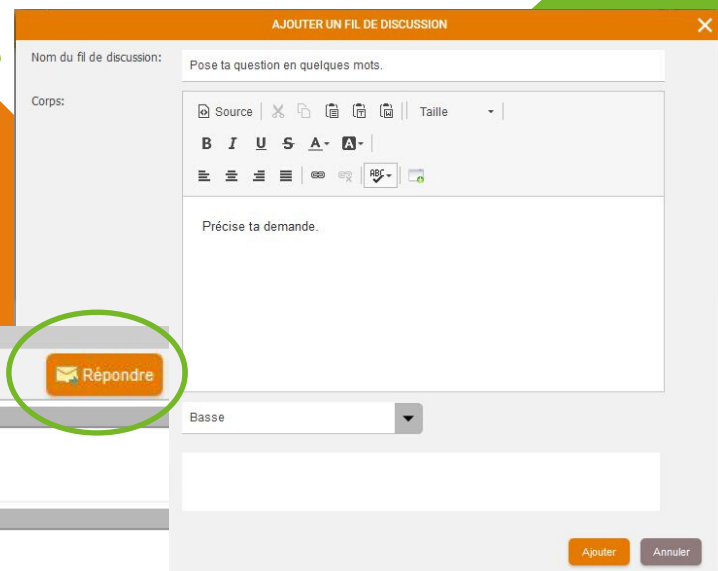 AJOUTER UN FIL DE DISCUSSION
Nom du fil de discussion:
Pose ta question en quelques mots.
Corps:
Source
Taille
B I U S A A
ABC
Précise ta demande.
Répondre
Basse
Ajouter
Annuler